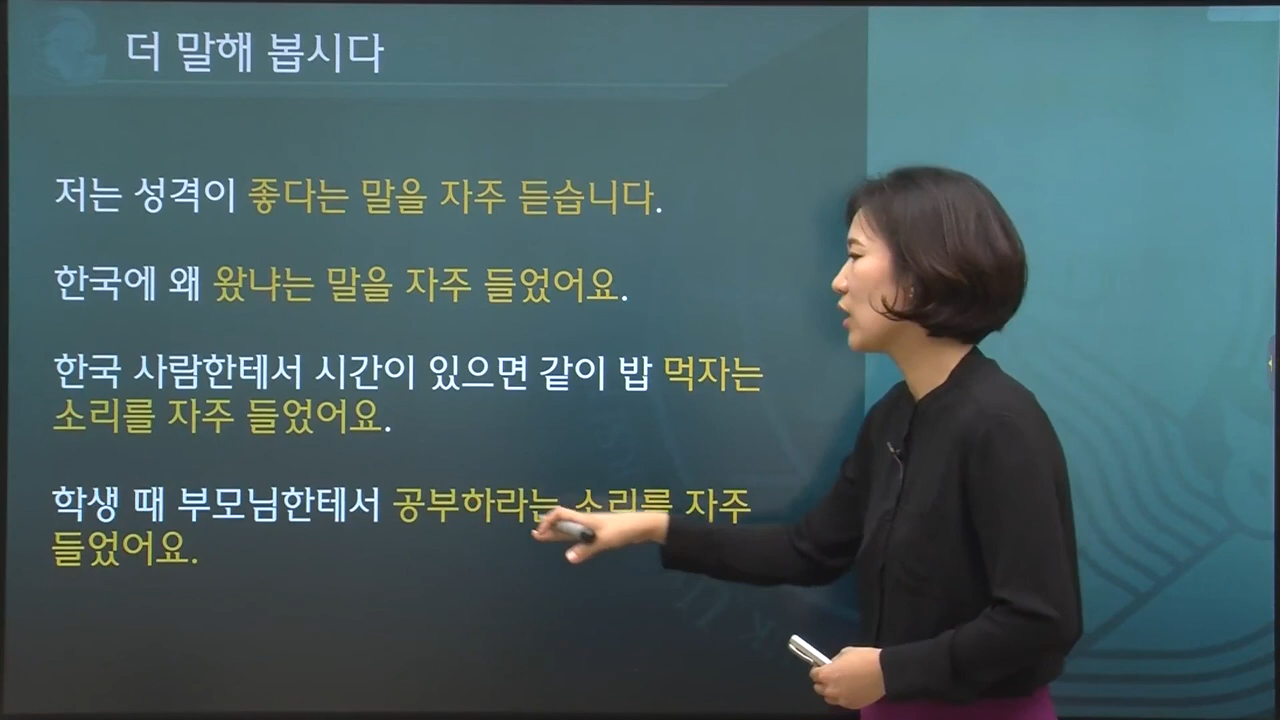 더 말해 봅시다
저는 성격이 좋다는 말을 자주 듣습니다.
한국에 왜 왔냐는 말을 자주 들었어요.
한국 사람한테서 시간이 있으면 같이 밥 먹자는
소리를 자주 들었어요.
학생 때 부모님한테서 공부하라는 소리를 자주
들었어요.